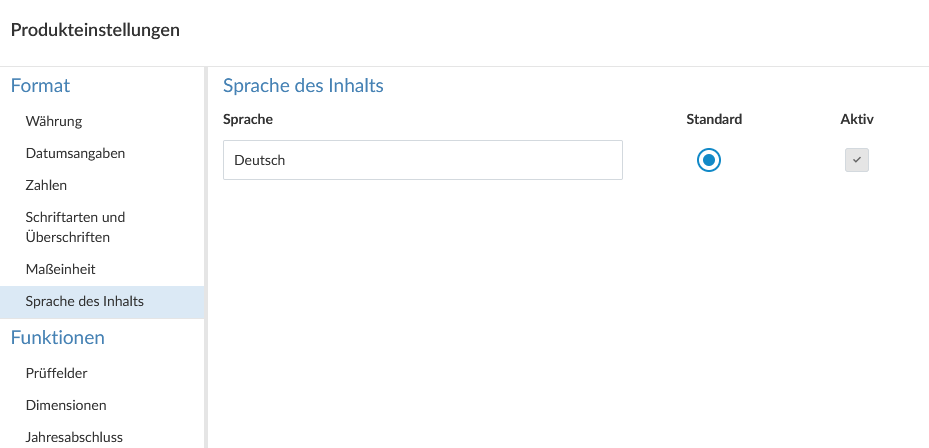 Produkteinstellungen
Format
Währung
Datumsangaben
Zahlen
Schriftarten und
Überschriften
Maßeinheit
Sprache des Inhalts
Funktionen
Prüffelder
Dimensionen
Jahresabschluss
Sprache des Inhalts
Sprache Standard Aktiv
Deutsch